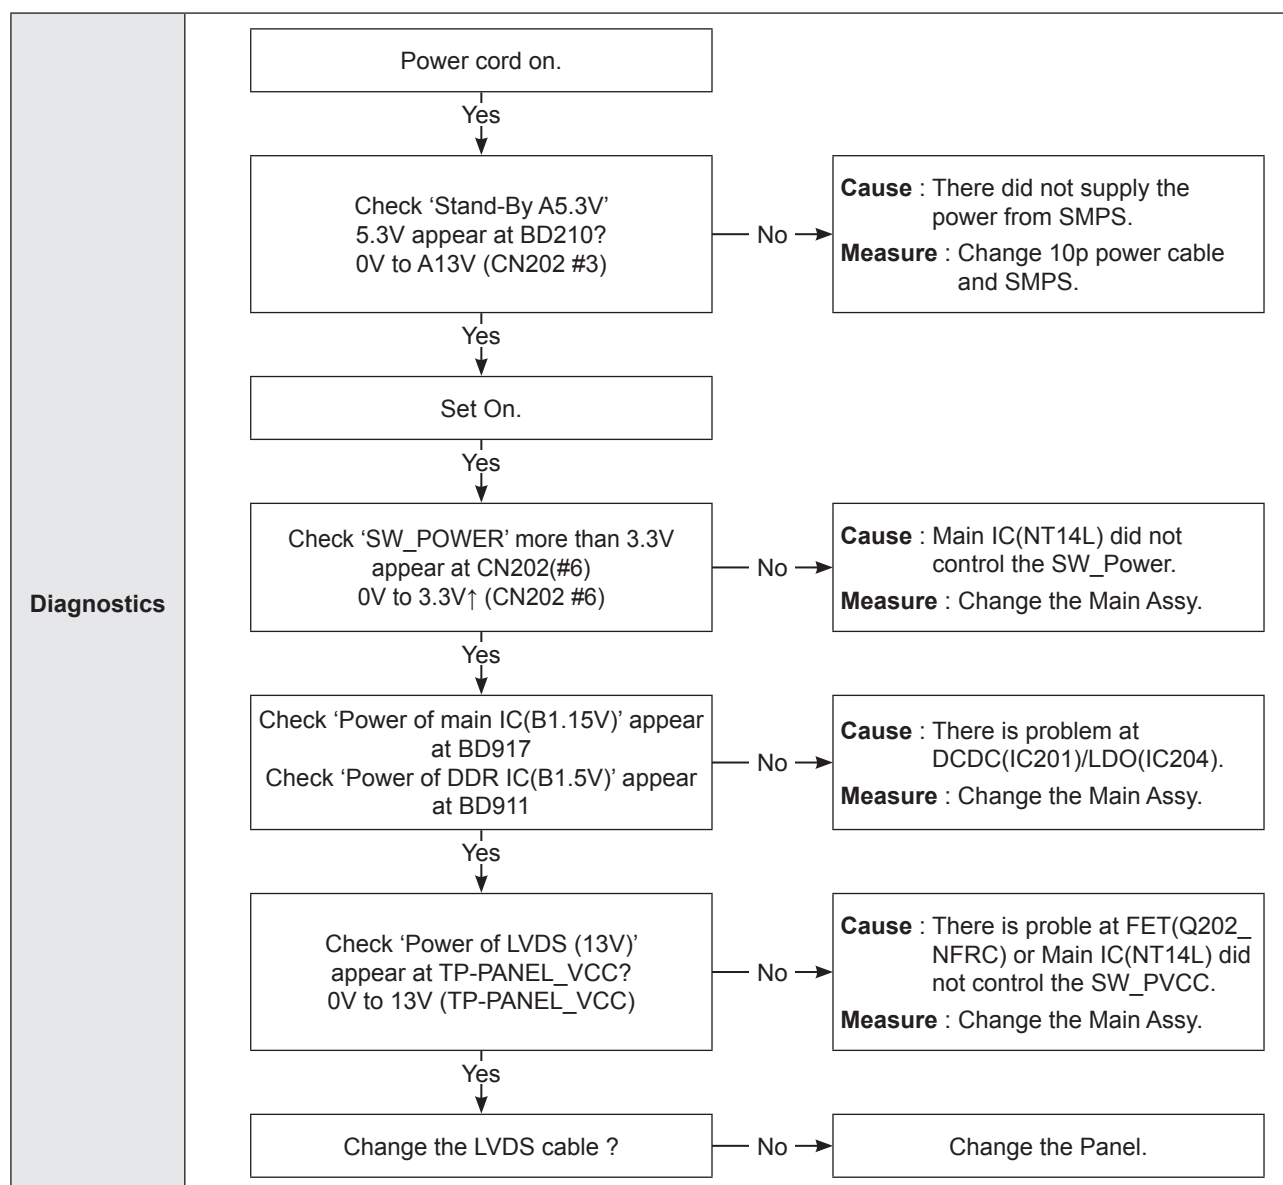 Diagnostics
Power cord on.
Yes
Check ‘Stand-By A5.3V’
5.3V appear at BD210?
0V to A13V (CN202 #3)
No
Cause : There did not supply the
power from SMPS.
Measure : Change 10p power cable
and SMPS.
Yes
Set On.
Yes
Check ‘SW_POWER’ more than 3.3V
appear at CN202(#6)
0V to 3.3V↑ (CN202 #6)
No
Cause : Main IC(NT14L) did not
control the SW_Power.
Measure : Change the Main Assy.
Yes
Check ‘Power of main IC(B1.15V)’ appear
at BD917
Check ‘Power of DDR IC(B1.5V)’ appear
at BD911
No
Cause : There is problem at
DCDC(IC201)/LDO(IC204).
Measure : Change the Main Assy.
Yes
Check ‘Power of LVDS (13V)’
appear at TP-PANEL_VCC?
0V to 13V (TP-PANEL_VCC)
No
Cause : There is proble at FET(Q202_
NFRC) or Main IC(NT14L) did
not control the SW_PVCC.
Measure : Change the Main Assy.
Yes
Change the LVDS cable ?
No
Change the Panel.